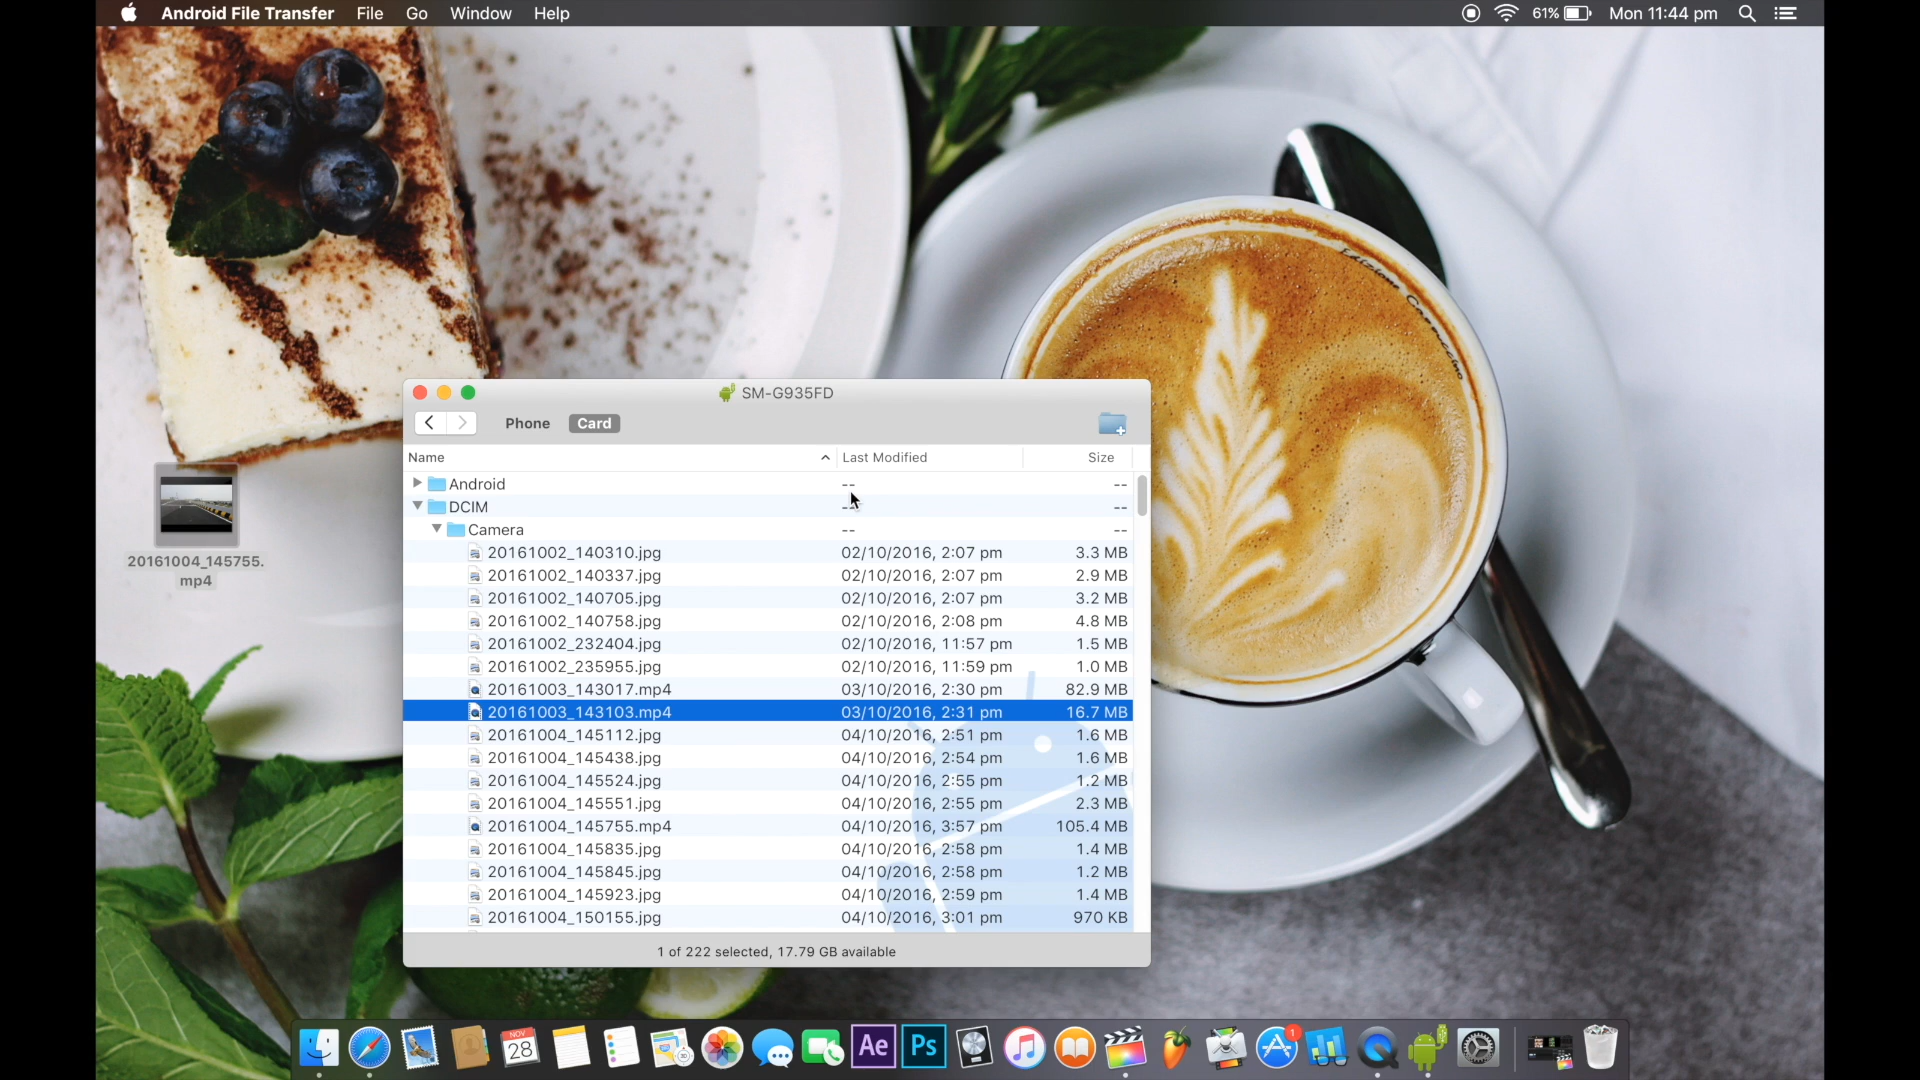 Android File Transfer File Go Window Help 61% Mon 11:44 pm
Edizione Cappuccino
20161004_145755.
mp4
SM-G935FD
Phone Card
Name Last Modified Size
Android -- --
DCIM -- --
Camera -- --
20161002_140310.jpg 02/10/2016, 2:07 pm 3.3 MB
20161002_140337.jpg 02/10/2016, 2:07 pm 2.9 MB
20161002_140705.jpg 02/10/2016, 2:07 pm 3.2 MB
20161002_140758.jpg 02/10/2016, 2:08 pm 4.8 MB
20161002_232404.jpg 02/10/2016, 11:57 pm 1.5 MB
20161002_235955.jpg 02/10/2016, 11:59 pm 1.0 MB
20161003_143017.mp4 03/10/2016, 2:30 pm 82.9 MB
20161003_143103.mp4 03/10/2016, 2:31 pm 16.7 MB
20161004_145112.jpg 04/10/2016, 2:51 pm 1.6 MB
20161004_145438.jpg 04/10/2016, 2:54 pm 1.6 MB
20161004_145524.jpg 04/10/2016, 2:55 pm 1.2 MB
20161004_145551.jpg 04/10/2016, 2:55 pm 2.3 MB
20161004_145755.mp4 04/10/2016, 3:57 pm 105.4 MB
20161004_145835.jpg 04/10/2016, 2:58 pm 1.4 MB
20161004_145845.jpg 04/10/2016, 2:58 pm 1.2 MB
20161004_145923.jpg 04/10/2016, 2:59 pm 1.4 MB
20161004_150155.jpg 04/10/2016, 3:01 pm 970 KB
1 of 222 selected, 17.79 GB available
NOV
28
Ae Ps 1